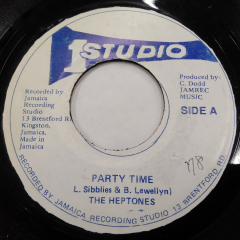 1 STUDIO
Recorded by
Jamaica
Recording
Studio
13 Brentford R
Kingston,
Jamaica.
Made in
Jamaica
Produced by:
C. Dodd
JAMREC
MUSIC
SIDE A
PARTY TIME
L. Sibblies & B. Lewellyn)
THE HEPTONES
RECORDED BY JAMAICA RECORDING STUDIO 13 BRENTFORD RD